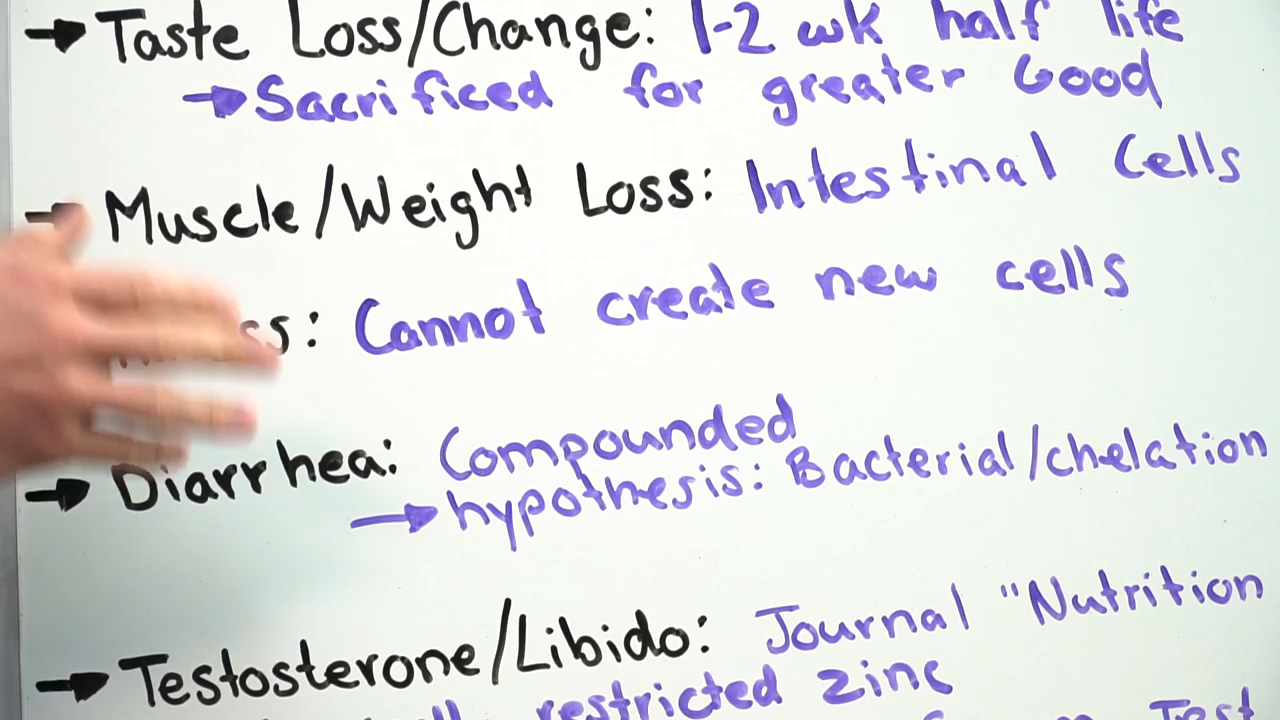 → Taste Loss/Change: 1-2 wk half life
→ Sacrificed for greater Good
Muscle/Weight Loss: Intestinal Cells
Cannot create new cells
→ Diarrhea: Compounded
→ hypothesis: Bacterial/chelation
→ Testosterone/Libido: Journal "Nutrition
restricted zinc
Test